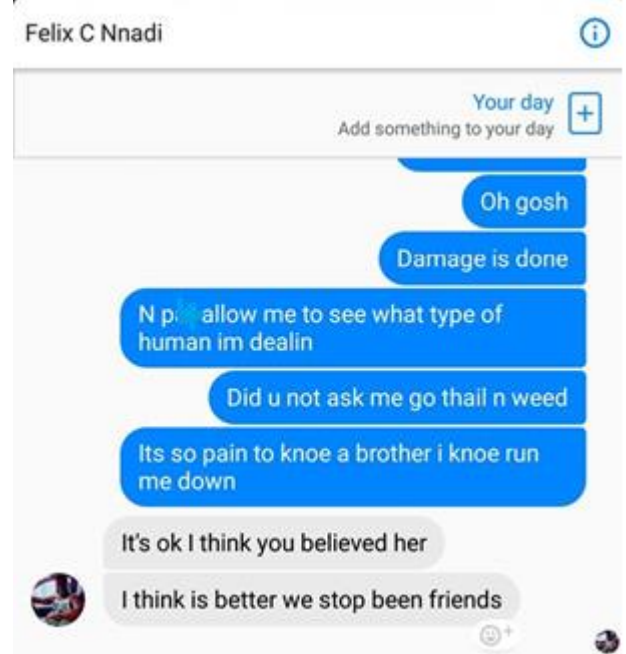 Felix C Nnadi
Your day
Add something to your day
Oh gosh
Damage is done
N allow me to see what type of
human im dealin
Did u not ask me go thail n weed
Its so pain to knoe a brother i knoe run
me down
It's ok I think you believed her
I think is better we stop been friends